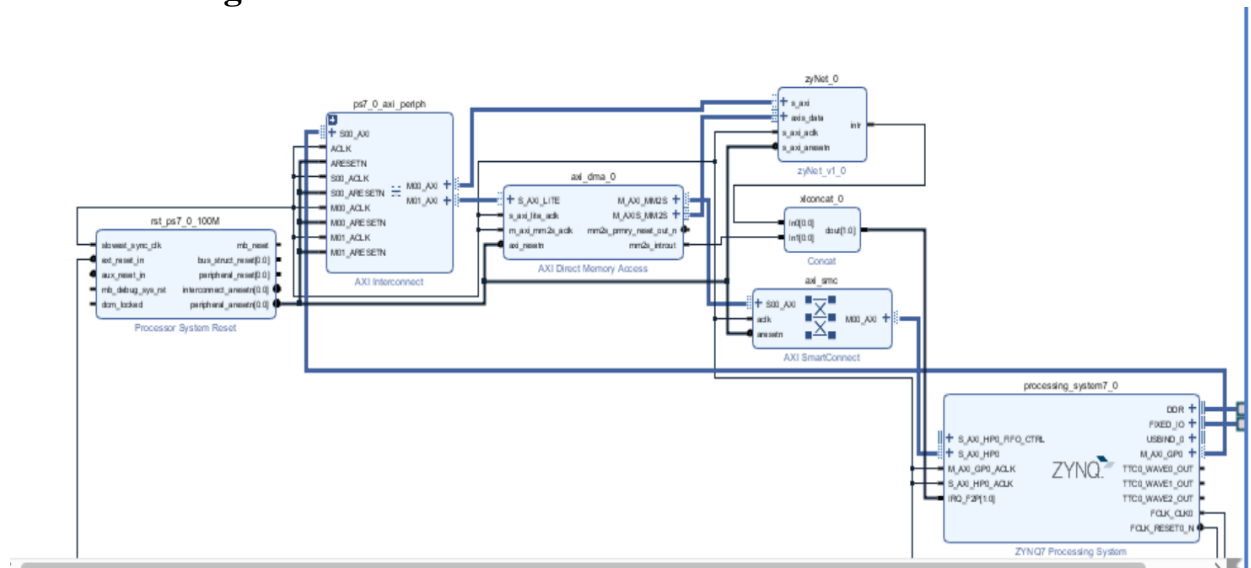 g
zyNet_0
s_axi
axis_data
s_axi_aclk
s_axi_aresetn
intr
zyNet_v1_0
ps7_0_axi_periph
S00_AXI
ACLK
ARESETN
S00_ACLK
S00_ARESETN
M00_ACLK
M00_ARESETN
M01_ACLK
M01_ARESETN
M00_AXI
M01_AXI
AXI Interconnect
axi_dma_0
S_AXI_LITE
s_axi_lite_aclk
m_axi_mm2s_aclk
axi_resetn
M_AXI_MM2S
M_AXIS_MM2S
mm2s_prmry_reset_out_n
mm2s_introut
AXI Direct Memory Access
xlconcat_0
In0[0:0]
In1[0:0]
dout[1:0]
Concat
rst_ps7_0_100M
slowest_sync_clk
ext_reset_in
aux_reset_in
mb_debug_sys_rst
dcm_locked
mb_reset
bus_struct_reset[0:0]
peripheral_reset[0:0]
interconnect_aresetn[0:0]
peripheral_aresetn[0:0]
Processor System Reset
axi_smc
S00_AXI
aclk
aresetn
M00_AXI
AXI SmartConnect
processing_system7_0
S_AXI_HP0_FIFO_CTRL
S_AXI_HP0
M_AXI_GP0_ACLK
S_AXI_HP0_ACLK
IRQ_F2P[1:0]
ZYNQ
DDR
FIXED_IO
USBIND_0
M_AXI_GP0
TTC0_WAVE0_OUT
TTC0_WAVE1_OUT
TTC0_WAVE2_OUT
FCLK_CLK0
FCLK_RESET0_N
ZYNQ7 Processing System